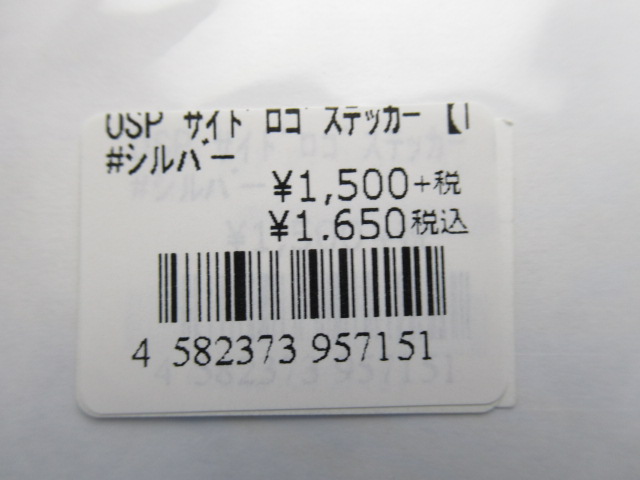 OSP サイト ロゴ ステッカー 【
#シルバー
¥1,500+税
¥1.650税込
4 582373 957151